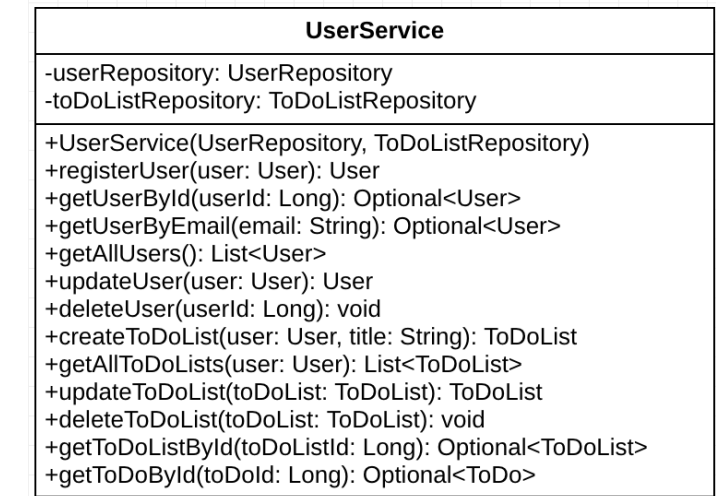 UserService
-userRepository: UserRepository
-toDoListRepository: ToDoListRepository
+UserService(UserRepository, ToDoListRepository)
+registerUser(user: User): User
+getUserById(userId: Long): Optional<User>
+getUserByEmail(email: String): Optional<User>
+getAllUsers(): List<User>
+updateUser(user: User): User
+deleteUser(userId: Long): void
+createToDoList(user: User, title: String): ToDoList
+getAllToDoLists(user: User): List<ToDoList>
+updateToDoList(toDoList: ToDoList): ToDoList
+deleteToDoList(toDoList: ToDoList): void
+getToDoListById(toDoListId: Long): Optional<ToDoList>
+getToDoById(toDoId: Long): Optional<ToDo>